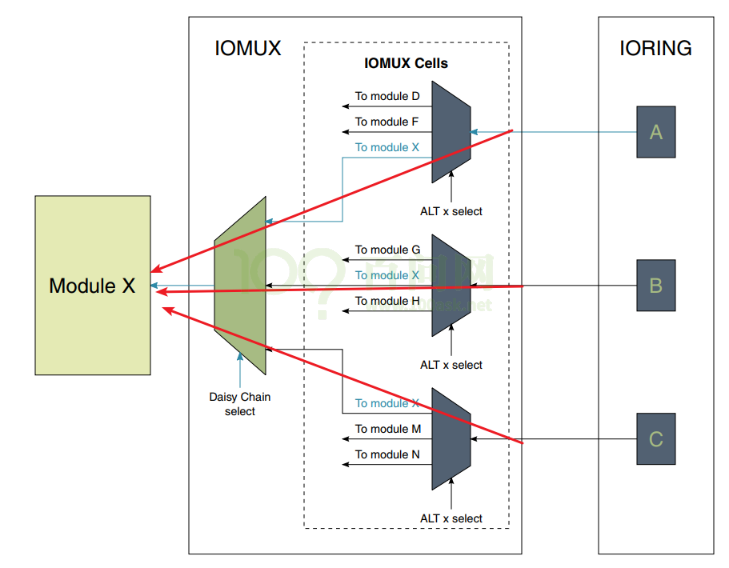 IOMUX
IORING
IOMUX Cells
To module D
To module F
To module X
A
ALT x select
To module G
To module X
To module H
B
Module X
ALT x select
Daisy Chain
select
To module X
To module M
To module N
C
ALT x select